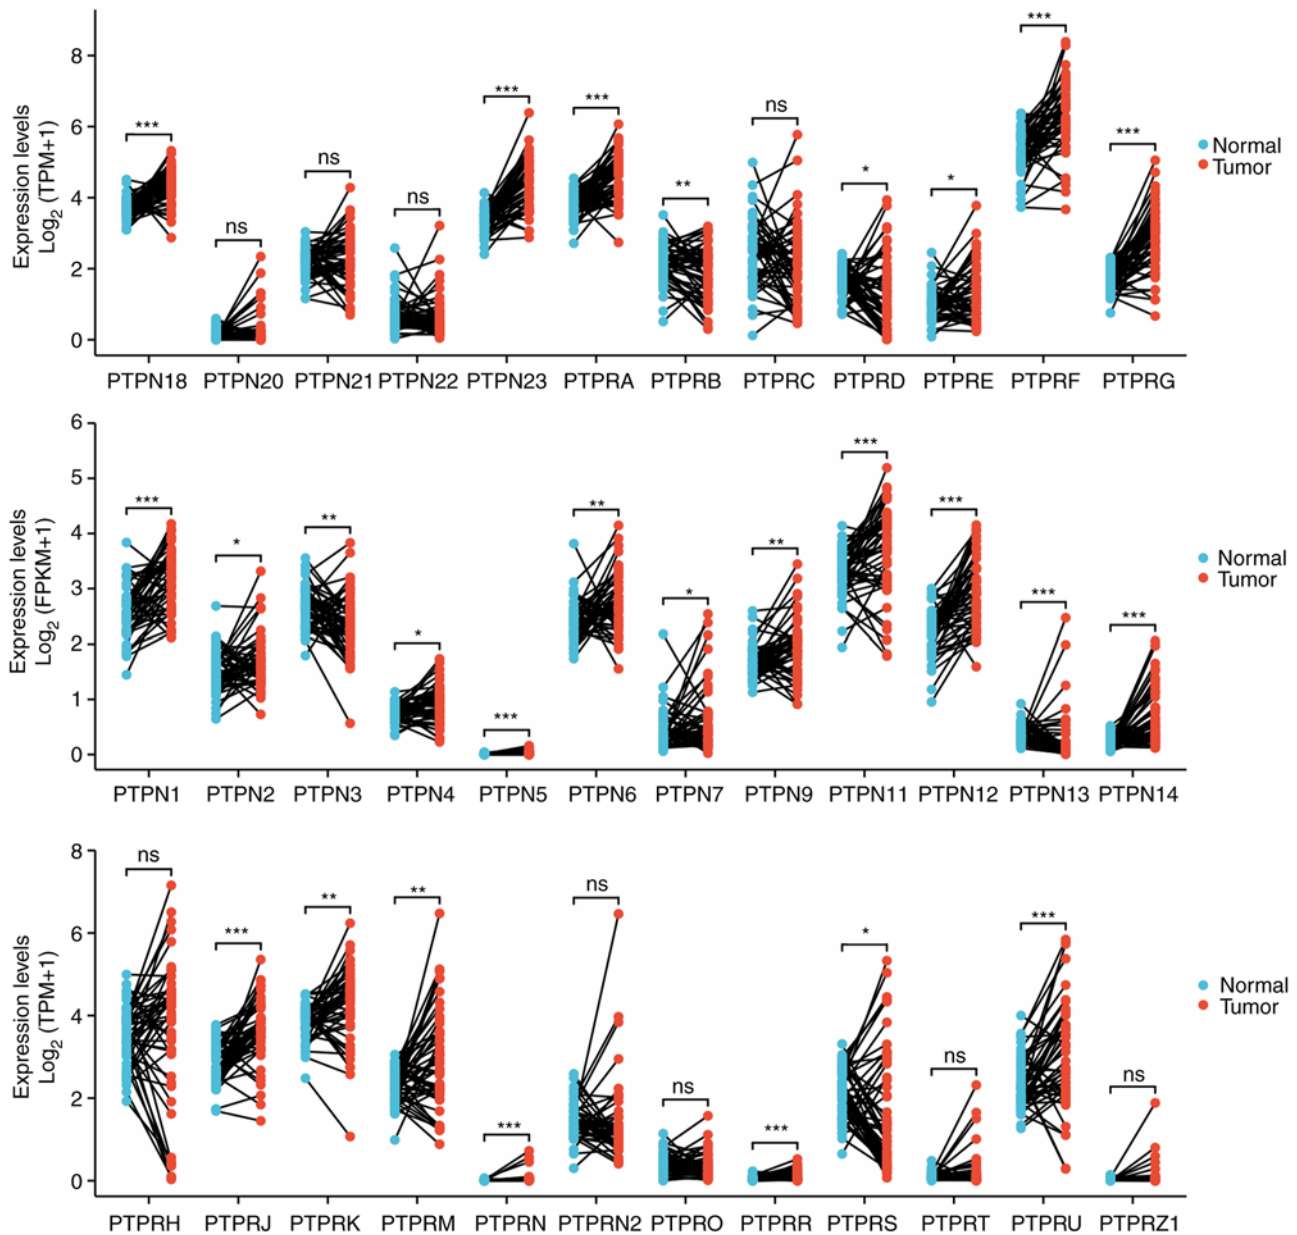 Expression levels
Log2 (TPM+1)
8
6
4
2
0
***
ns
ns
ns
***
***
**
ns
*
*
***
***
Normal
Tumor
PTPN18 PTPN20 PTPN21 PTPN22 PTPN23 PTPRA PTPRB PTPRC PTPRD PTPRE PTPRF PTPRG
Expression levels
Log2 (FPKM+1)
6
5
4
3
2
1
0
***
*
**
*
***
**
*
**
***
***
***
***
Normal
Tumor
PTPN1 PTPN2 PTPN3 PTPN4 PTPN5 PTPN6 PTPN7 PTPN9 PTPN11 PTPN12 PTPN13 PTPN14
Expression levels
Log2 (TPM+1)
8
6
4
2
0
ns
***
**
**
***
ns
ns
***
*
ns
***
ns
Normal
Tumor
PTPRH PTPRJ PTPRK PTPRM PTPRN PTPRN2 PTPRO PTPRR PTPRS PTPRT PTPRU PTPRZ1